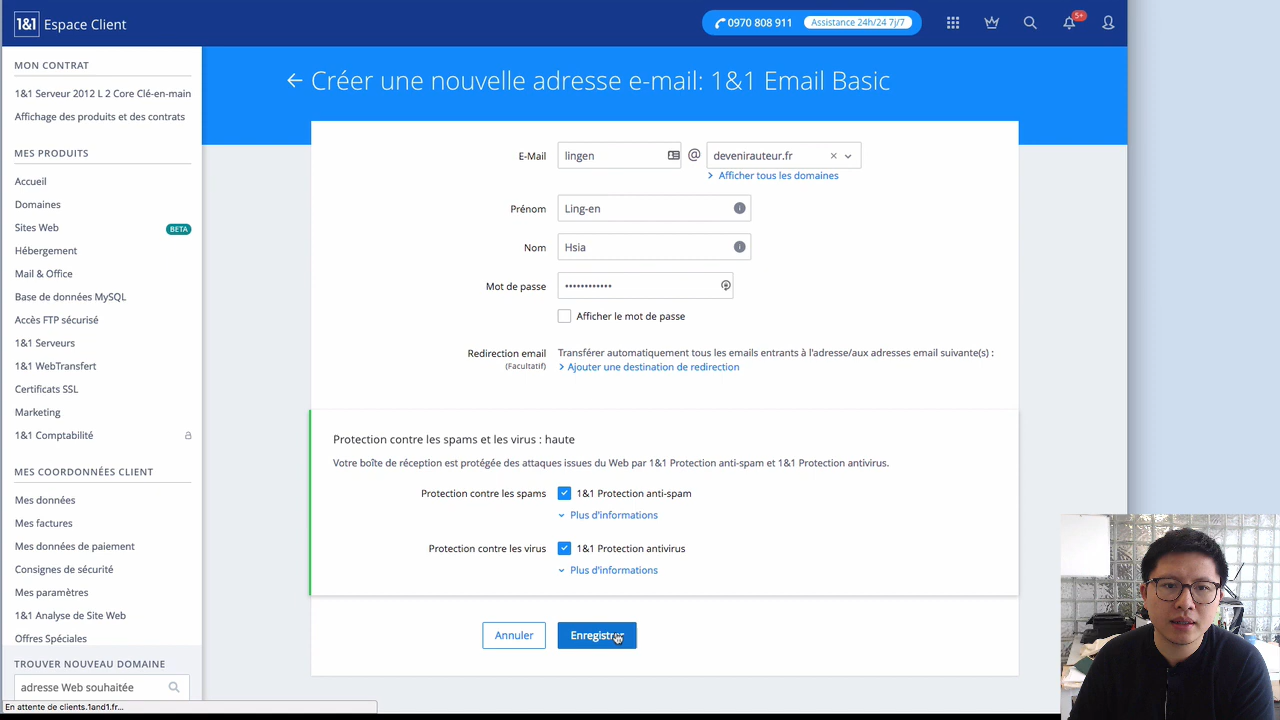 1&1 Espace Client
0970 808 911 Assistance 24h/24 7j/7
5+
MON CONTRAT
1&1 Serveur 2012 L 2 Core Clé-en-main
Affichage des produits et des contrats
MES PRODUITS
Accueil
Domaines
Sites Web BETA
Hébergement
Mail & Office
Base de données MySQL
Accès FTP sécurisé
1&1 Serveurs
1&1 WebTransfert
Certificats SSL
Marketing
1&1 Comptabilité
MES COORDONNÉES CLIENT
Mes données
Mes factures
Mes données de paiement
Consignes de sécurité
Mes paramètres
1&1 Analyse de Site Web
Offres Spéciales
TROUVER NOUVEAU DOMAINE
adresse Web souhaitée
En attente de clients.1and1.fr...
← Créer une nouvelle adresse e-mail: 1&1 Email Basic
E-Mail lingen @ devenirauteur.fr
Afficher tous les domaines
Prénom Ling-en
Nom Hsia
Mot de passe ••••••••••••
Afficher le mot de passe
Redirection email Transférer automatiquement tous les emails entrants à l'adresse/aux adresses email suivante(s) :
(Facultatif) Ajouter une destination de redirection
Protection contre les spams et les virus : haute
Votre boîte de réception est protégée des attaques issues du Web par 1&1 Protection anti-spam et 1&1 Protection antivirus.
Protection contre les spams 1&1 Protection anti-spam
Plus d'informations
Protection contre les virus 1&1 Protection antivirus
Plus d'informations
Annuler Enregistrer